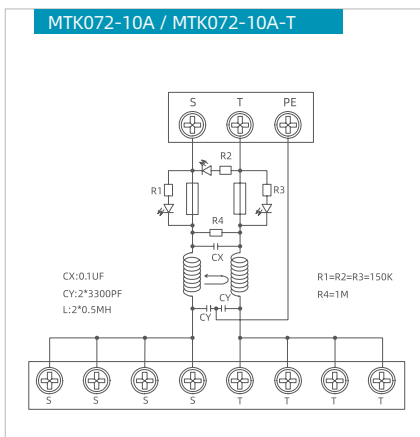 MTK072-10A / MTK072-10A-T
S T PE
R2
R1 R3
R4
CX
CX:0.1UF
CY:2*3300PF
L:2*0.5MH
R1=R2=R3=150K
R4=1M
CY
CY
S S S S T T T T